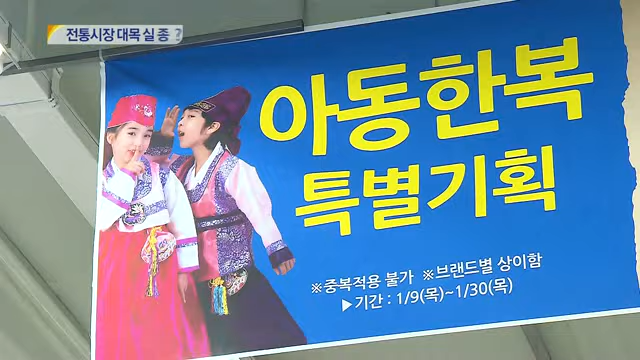 전통시장 대목 실종
아동한복
특별기획
※중복적용 불가 ※브랜드별 상이함
▶기간 : 1/9(목)~1/30(목)